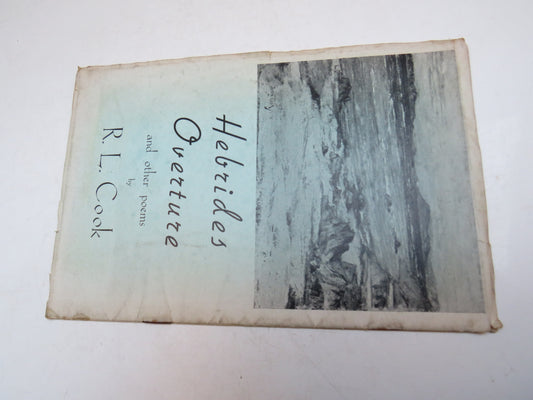 Hebrides
Overture
and other poems
by
R. L. Cook